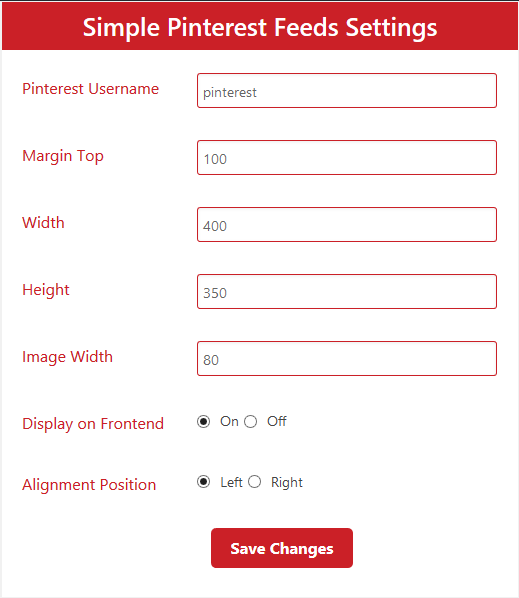 Simple Pinterest Feeds Settings
Pinterest Username pinterest
Margin Top 100
Width 400
Height 350
Image Width 80
Display on Frontend On Off
Alignment Position Left Right
Save Changes